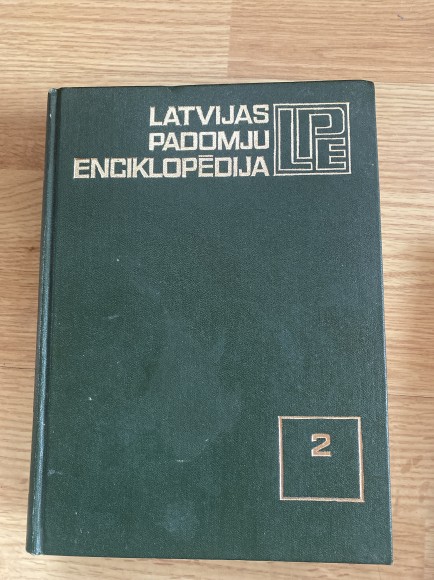 LATVIJAS
PADOMJU
ENCIKLOPĒDIJA
LPE
2